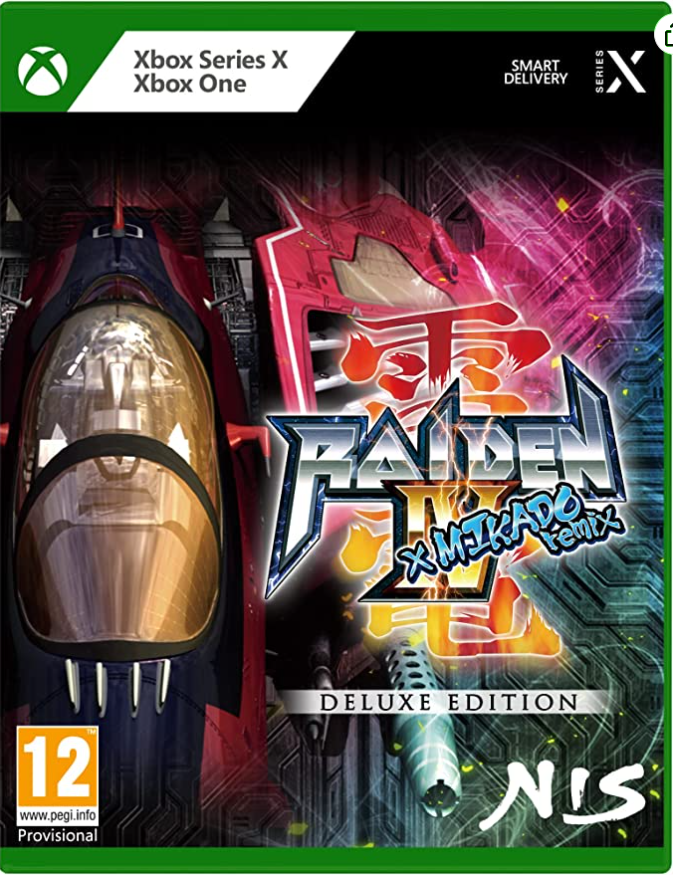 Xbox Series X
Xbox One
SMART
DELIVERY
SERIES
X
雷
RAIDEN
IV
X MIKADO
remix
電
DELUXE EDITION
12
TM
www.pegi.info
Provisional
NIS